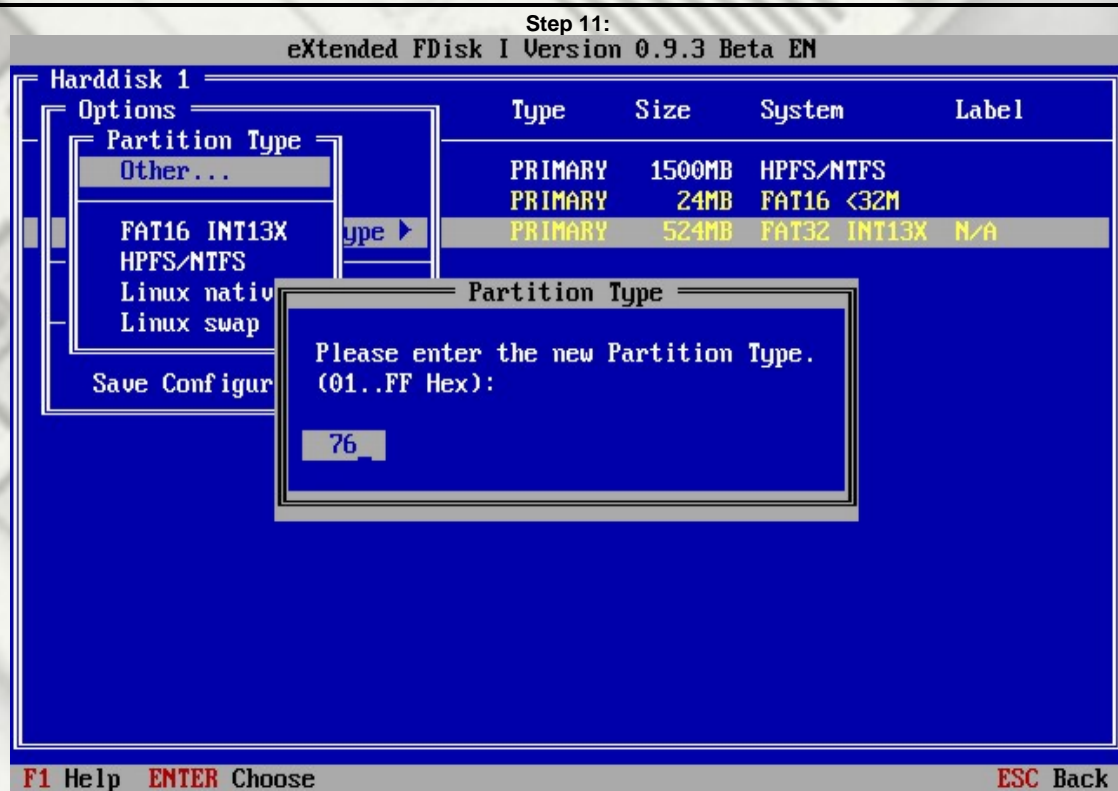 Step 11:
eXtended FDisk I Version 0.9.3 Beta EN
Harddisk 1
Options Type Size System Label
Partition Type
Other... PRIMARY 1500MB HPFS/NTFS
PRIMARY 24MB FAT16 <32M
FAT16 INT13X ype ▶ PRIMARY 524MB FAT32 INT13X N/A
HPFS/NTFS
Linux nativ Partition Type
Linux swap
Please enter the new Partition Type.
Save Configur (01..FF Hex):
76_
F1 Help ENTER Choose ESC Back